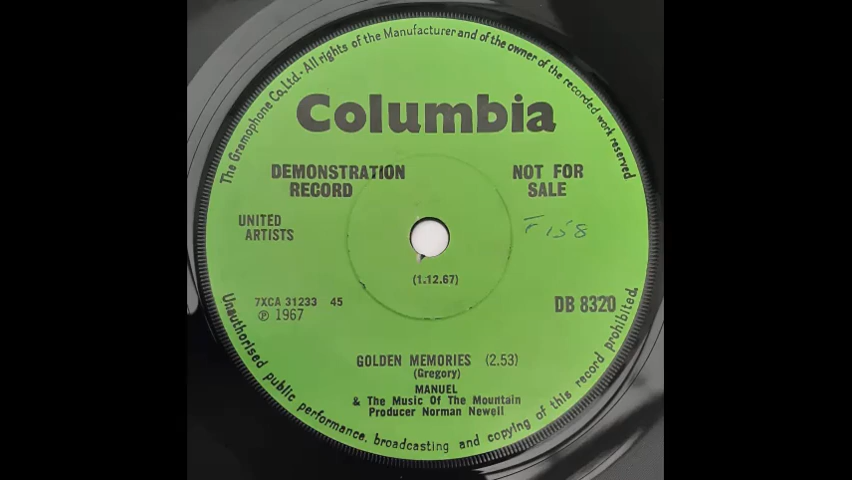 The Gramophone Co. Ltd. - All rights of the Manufacturer and of the owner of the recorded work reserved
Columbia
DEMONSTRATION RECORD
NOT FOR SALE
UNITED ARTISTS
F 158
(1.12.67)
7XCA 31233 45
℗ 1967
DB 8320
GOLDEN MEMORIES (2.53)
(Gregory)
MANUEL
& The Music Of The Mountain
Producer Norman Newell
Unauthorised public performance, broadcasting and copying of this record prohibited.